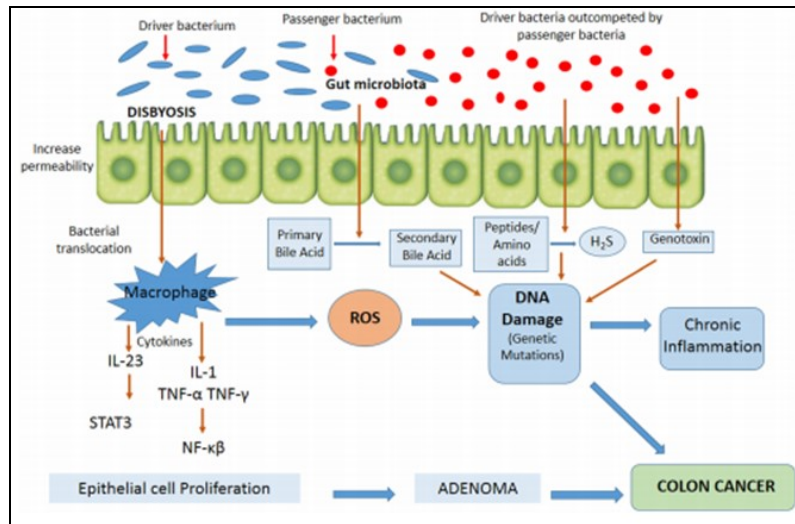 Driver bacterium
Passenger bacterium
Driver bacteria outcompeted by
passenger bacteria
Gut microbiota
DISBYOSIS
Increase
permeability
Bacterial
translocation
Primary
Bile Acid
Secondary
Bile Acid
Peptides/
Amino
acids
H₂S
Genotoxin
Macrophage
Cytokines
IL-23
STAT3
IL-1
TNF-α TNF-γ
NF-κβ
ROS
DNA
Damage
(Genetic
Mutations)
Chronic
Inflammation
Epithelial cell Proliferation
ADENOMA
COLON CANCER